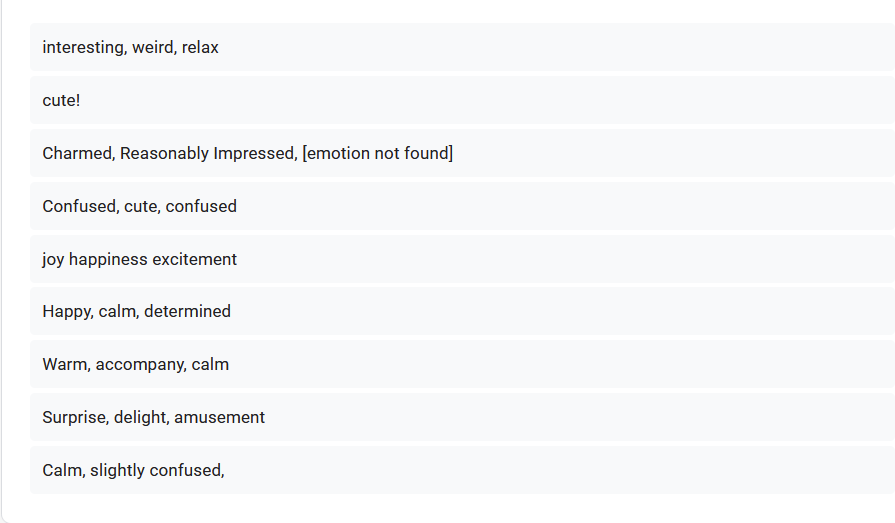 interesting, weird, relax
cute!
Charmed, Reasonably Impressed, [emotion not found]
Confused, cute, confused
joy happiness excitement
Happy, calm, determined
Warm, accompany, calm
Surprise, delight, amusement
Calm, slightly confused,